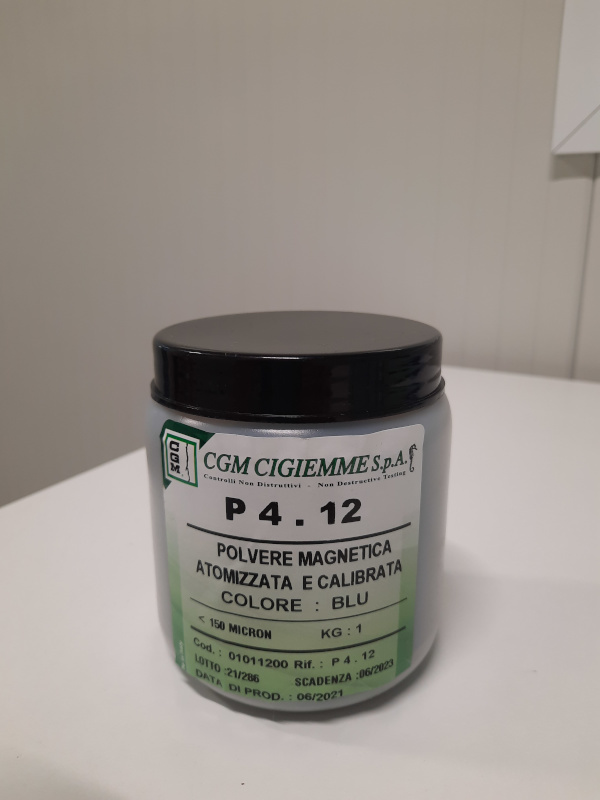 CGM
CGM CIGIEMME S.p.A.
Controlli Non Distruttivi - Non Destructive Testing
P 4 . 12
POLVERE MAGNETICA
ATOMIZZATA E CALIBRATA
COLORE : BLU
< 150 MICRON KG : 1
Cod. : 01011200 Rif. : P 4 . 12
LOTTO :21/286 SCADENZA :06/2023
DATA DI PROD. : 06/2021